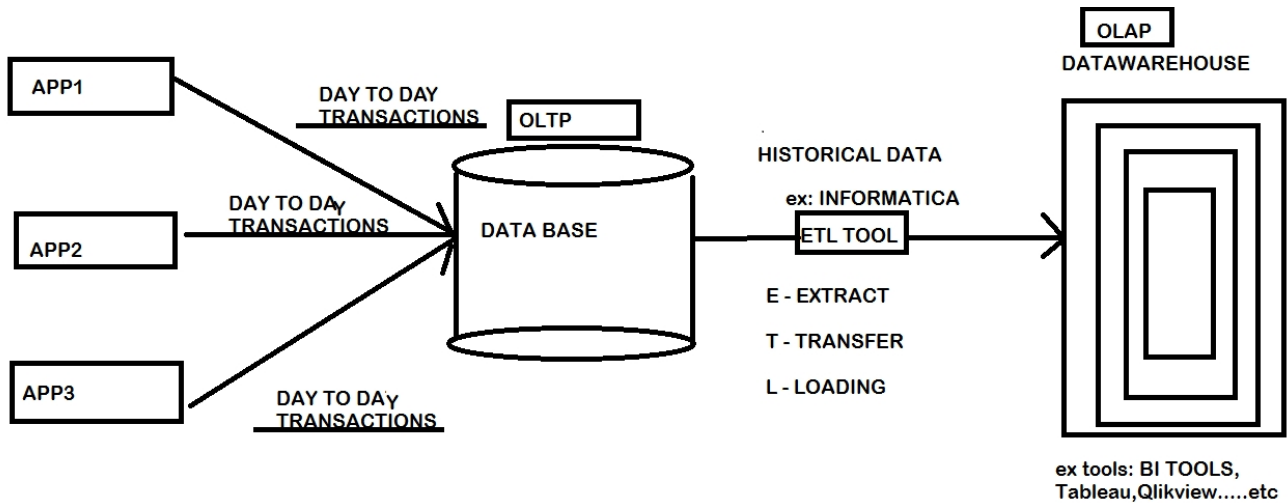 OLAP
DATAWAREHOUSE
APP1
DAY TO DAY
TRANSACTIONS
OLTP
HISTORICAL DATA
ex: INFORMATICA
DAY TO DAY
TRANSACTIONS
APP2
DATA BASE
ETL TOOL
E - EXTRACT
T - TRANSFER
L - LOADING
APP3
DAY TO DAY
TRANSACTIONS
ex tools: BI TOOLS,
Tableau,Qlikview.....etc